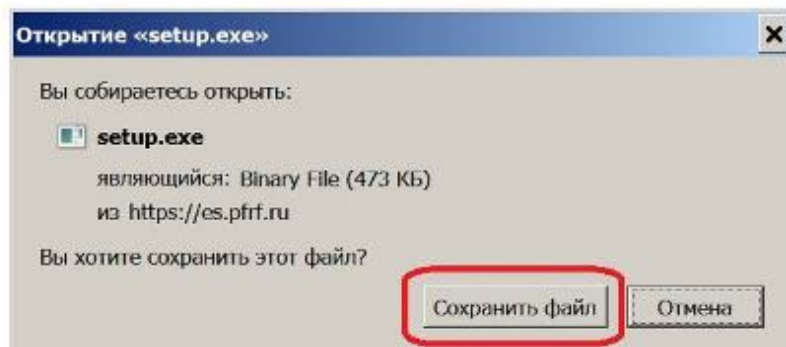 Открытие «setup.exe»
Вы собираетесь открыть:
setup.exe
являющийся: Binary File (473 КБ)
из https://es.pfrf.ru
Вы хотите сохранить этот файл?
Сохранить файл Отмена